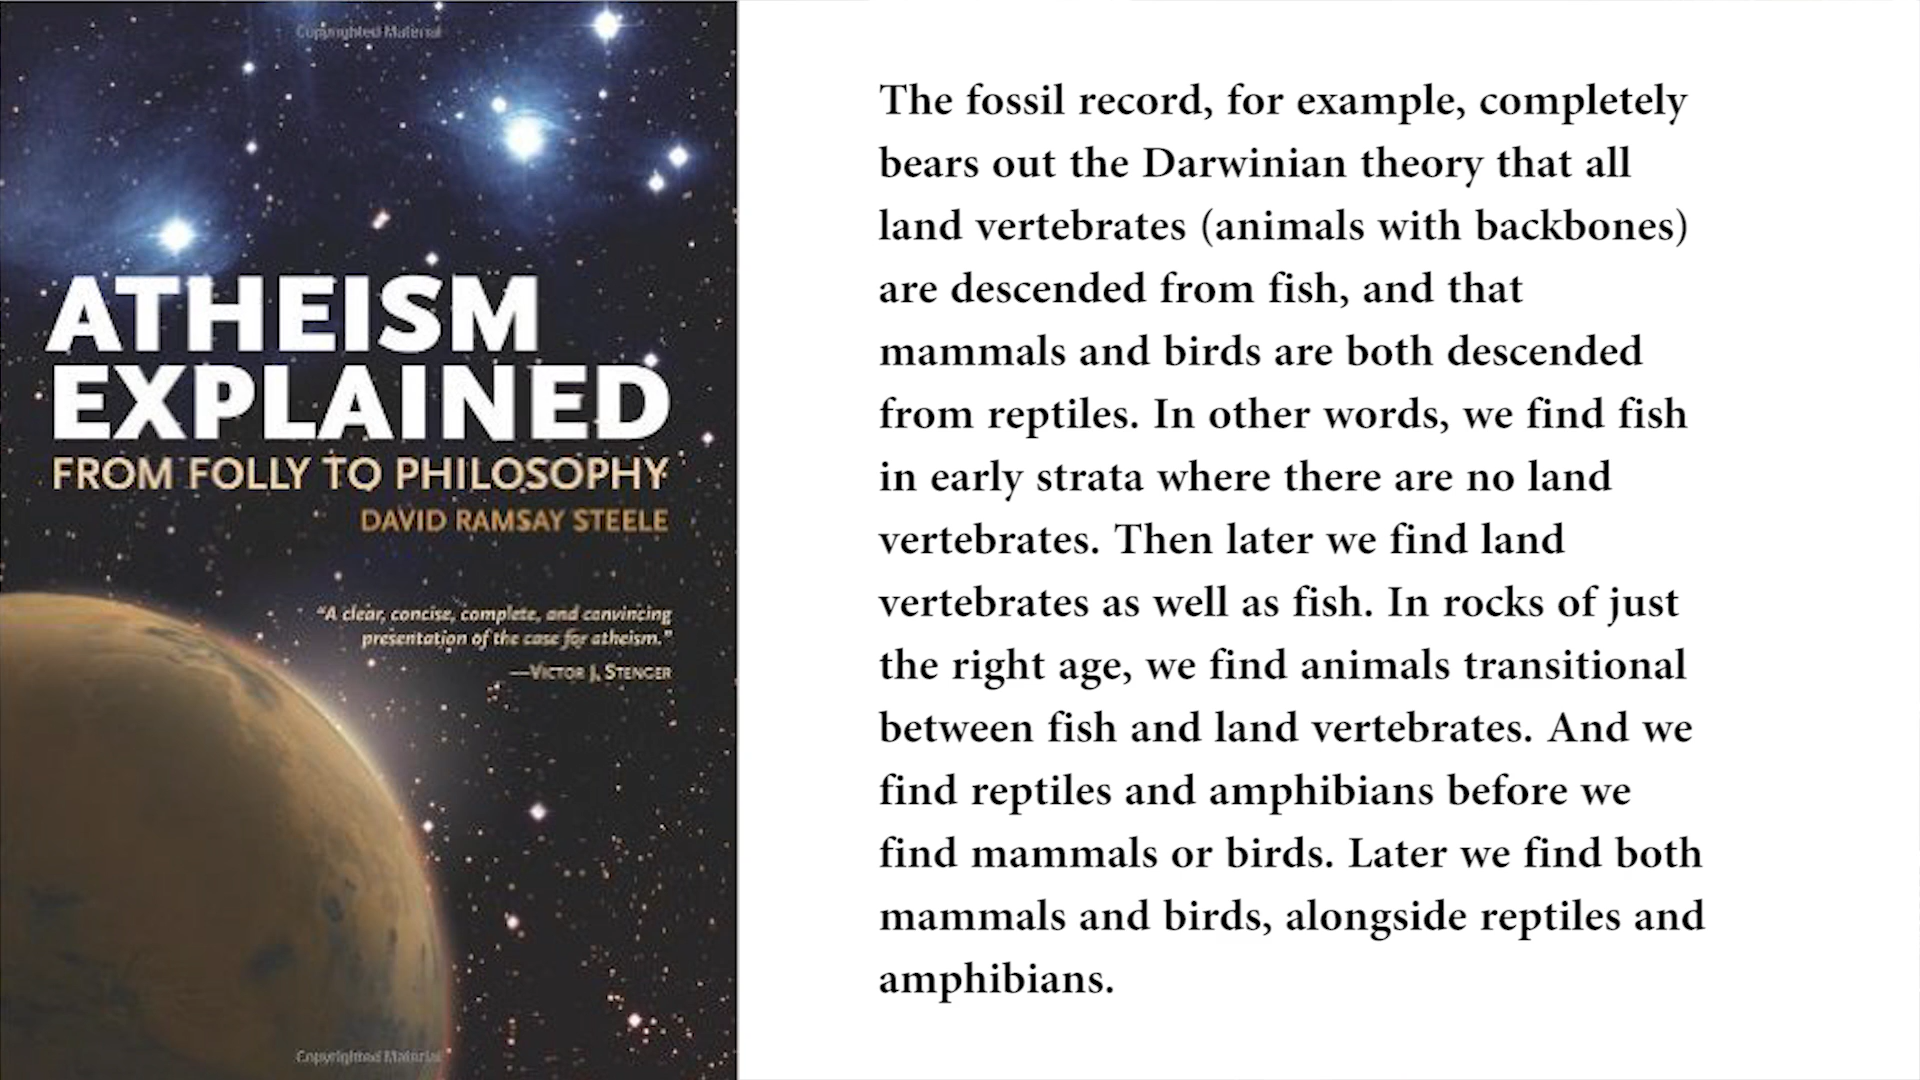 Copyrighted Material
ATHEISM
EXPLAINED
FROM FOLLY TO PHILOSOPHY
DAVID RAMSAY STEELE
"A clear, concise, complete, and convincing
presentation of the case for atheism."
—VICTOR J. STENGER
Copyrighted Material
The fossil record, for example, completely
bears out the Darwinian theory that all
land vertebrates (animals with backbones)
are descended from fish, and that
mammals and birds are both descended
from reptiles. In other words, we find fish
in early strata where there are no land
vertebrates. Then later we find land
vertebrates as well as fish. In rocks of just
the right age, we find animals transitional
between fish and land vertebrates. And we
find reptiles and amphibians before we
find mammals or birds. Later we find both
mammals and birds, alongside reptiles and
amphibians.